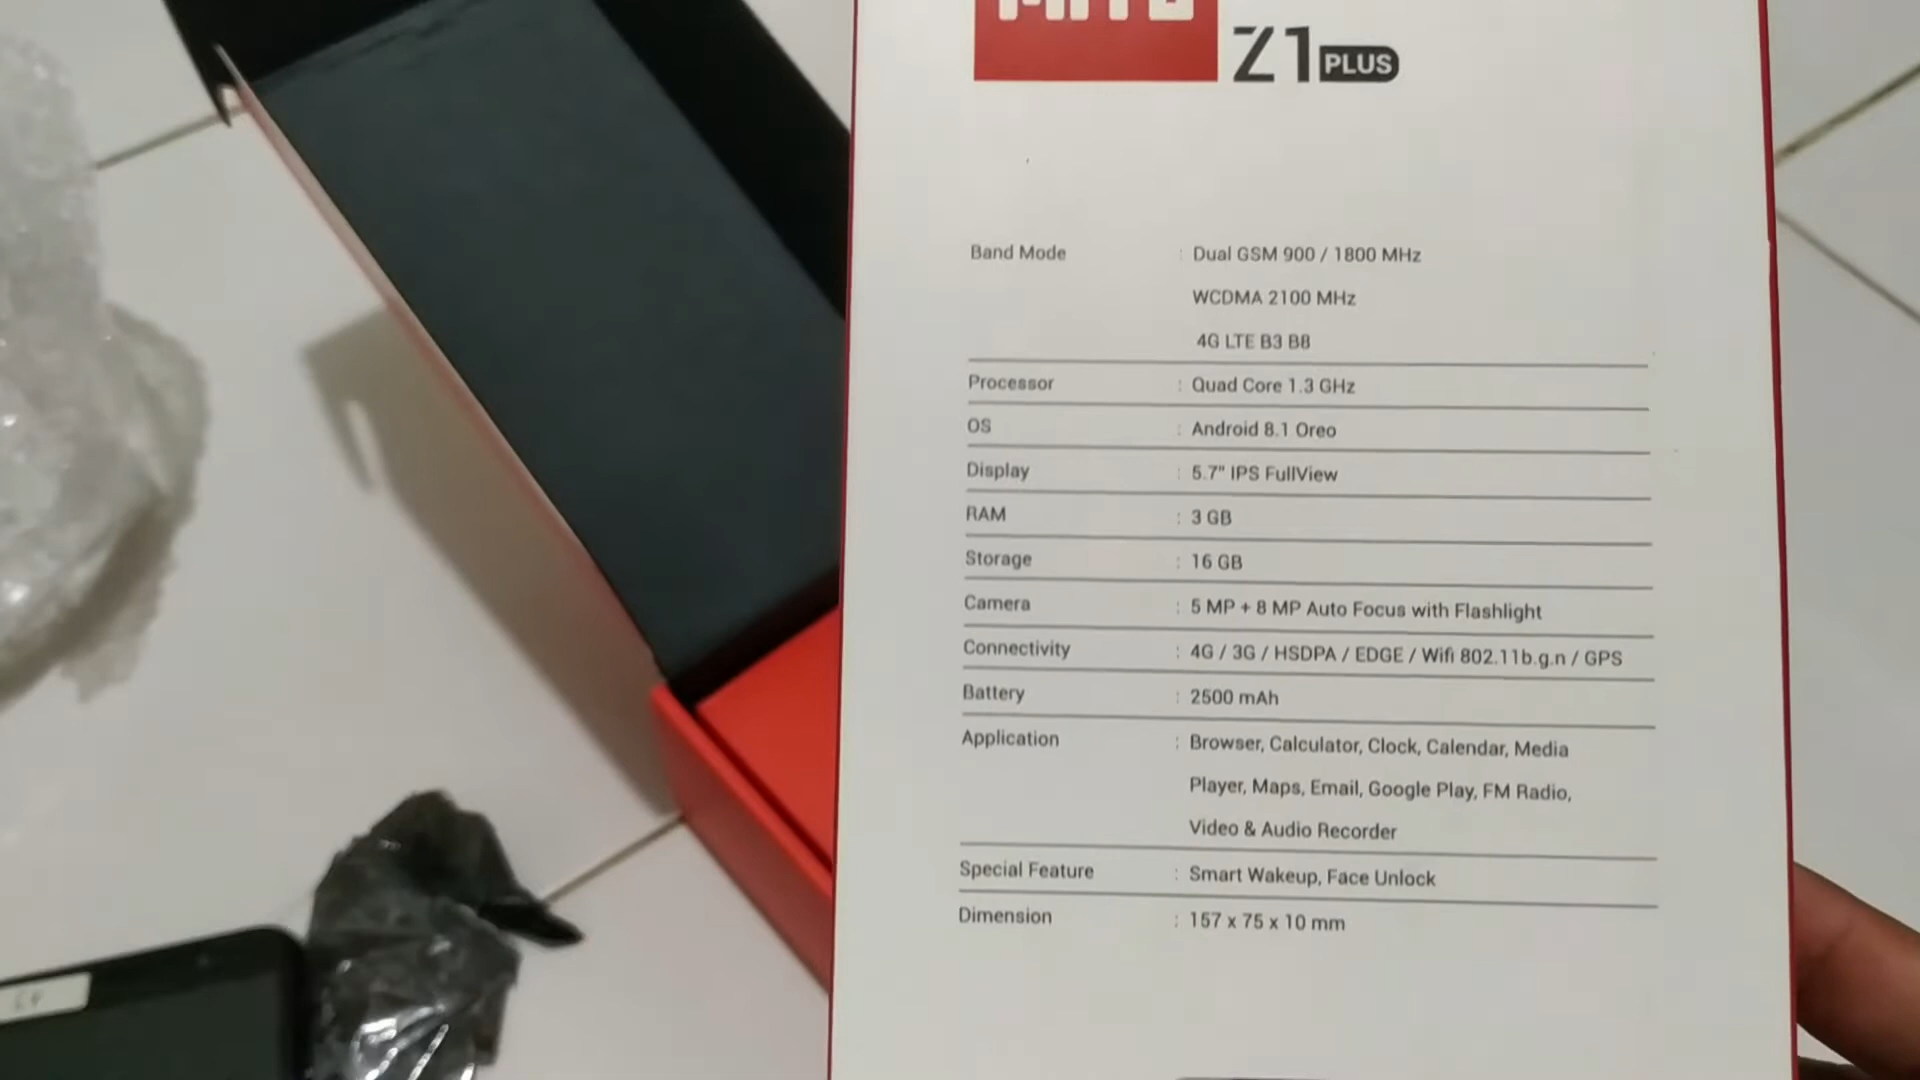 MITO
Z1 PLUS
Band Mode : Dual GSM 900 / 1800 MHz
WCDMA 2100 MHz
4G LTE B3 B8
Processor : Quad Core 1.3 GHz
OS : Android 8.1 Oreo
Display : 5.7" IPS FullView
RAM : 3 GB
Storage : 16 GB
Camera : 5 MP + 8 MP Auto Focus with Flashlight
Connectivity : 4G / 3G / HSDPA / EDGE / Wifi 802.11b.g.n / GPS
Battery : 2500 mAh
Application : Browser, Calculator, Clock, Calendar, Media
Player, Maps, Email, Google Play, FM Radio,
Video & Audio Recorder
Special Feature : Smart Wakeup, Face Unlock
Dimension : 157 x 75 x 10 mm